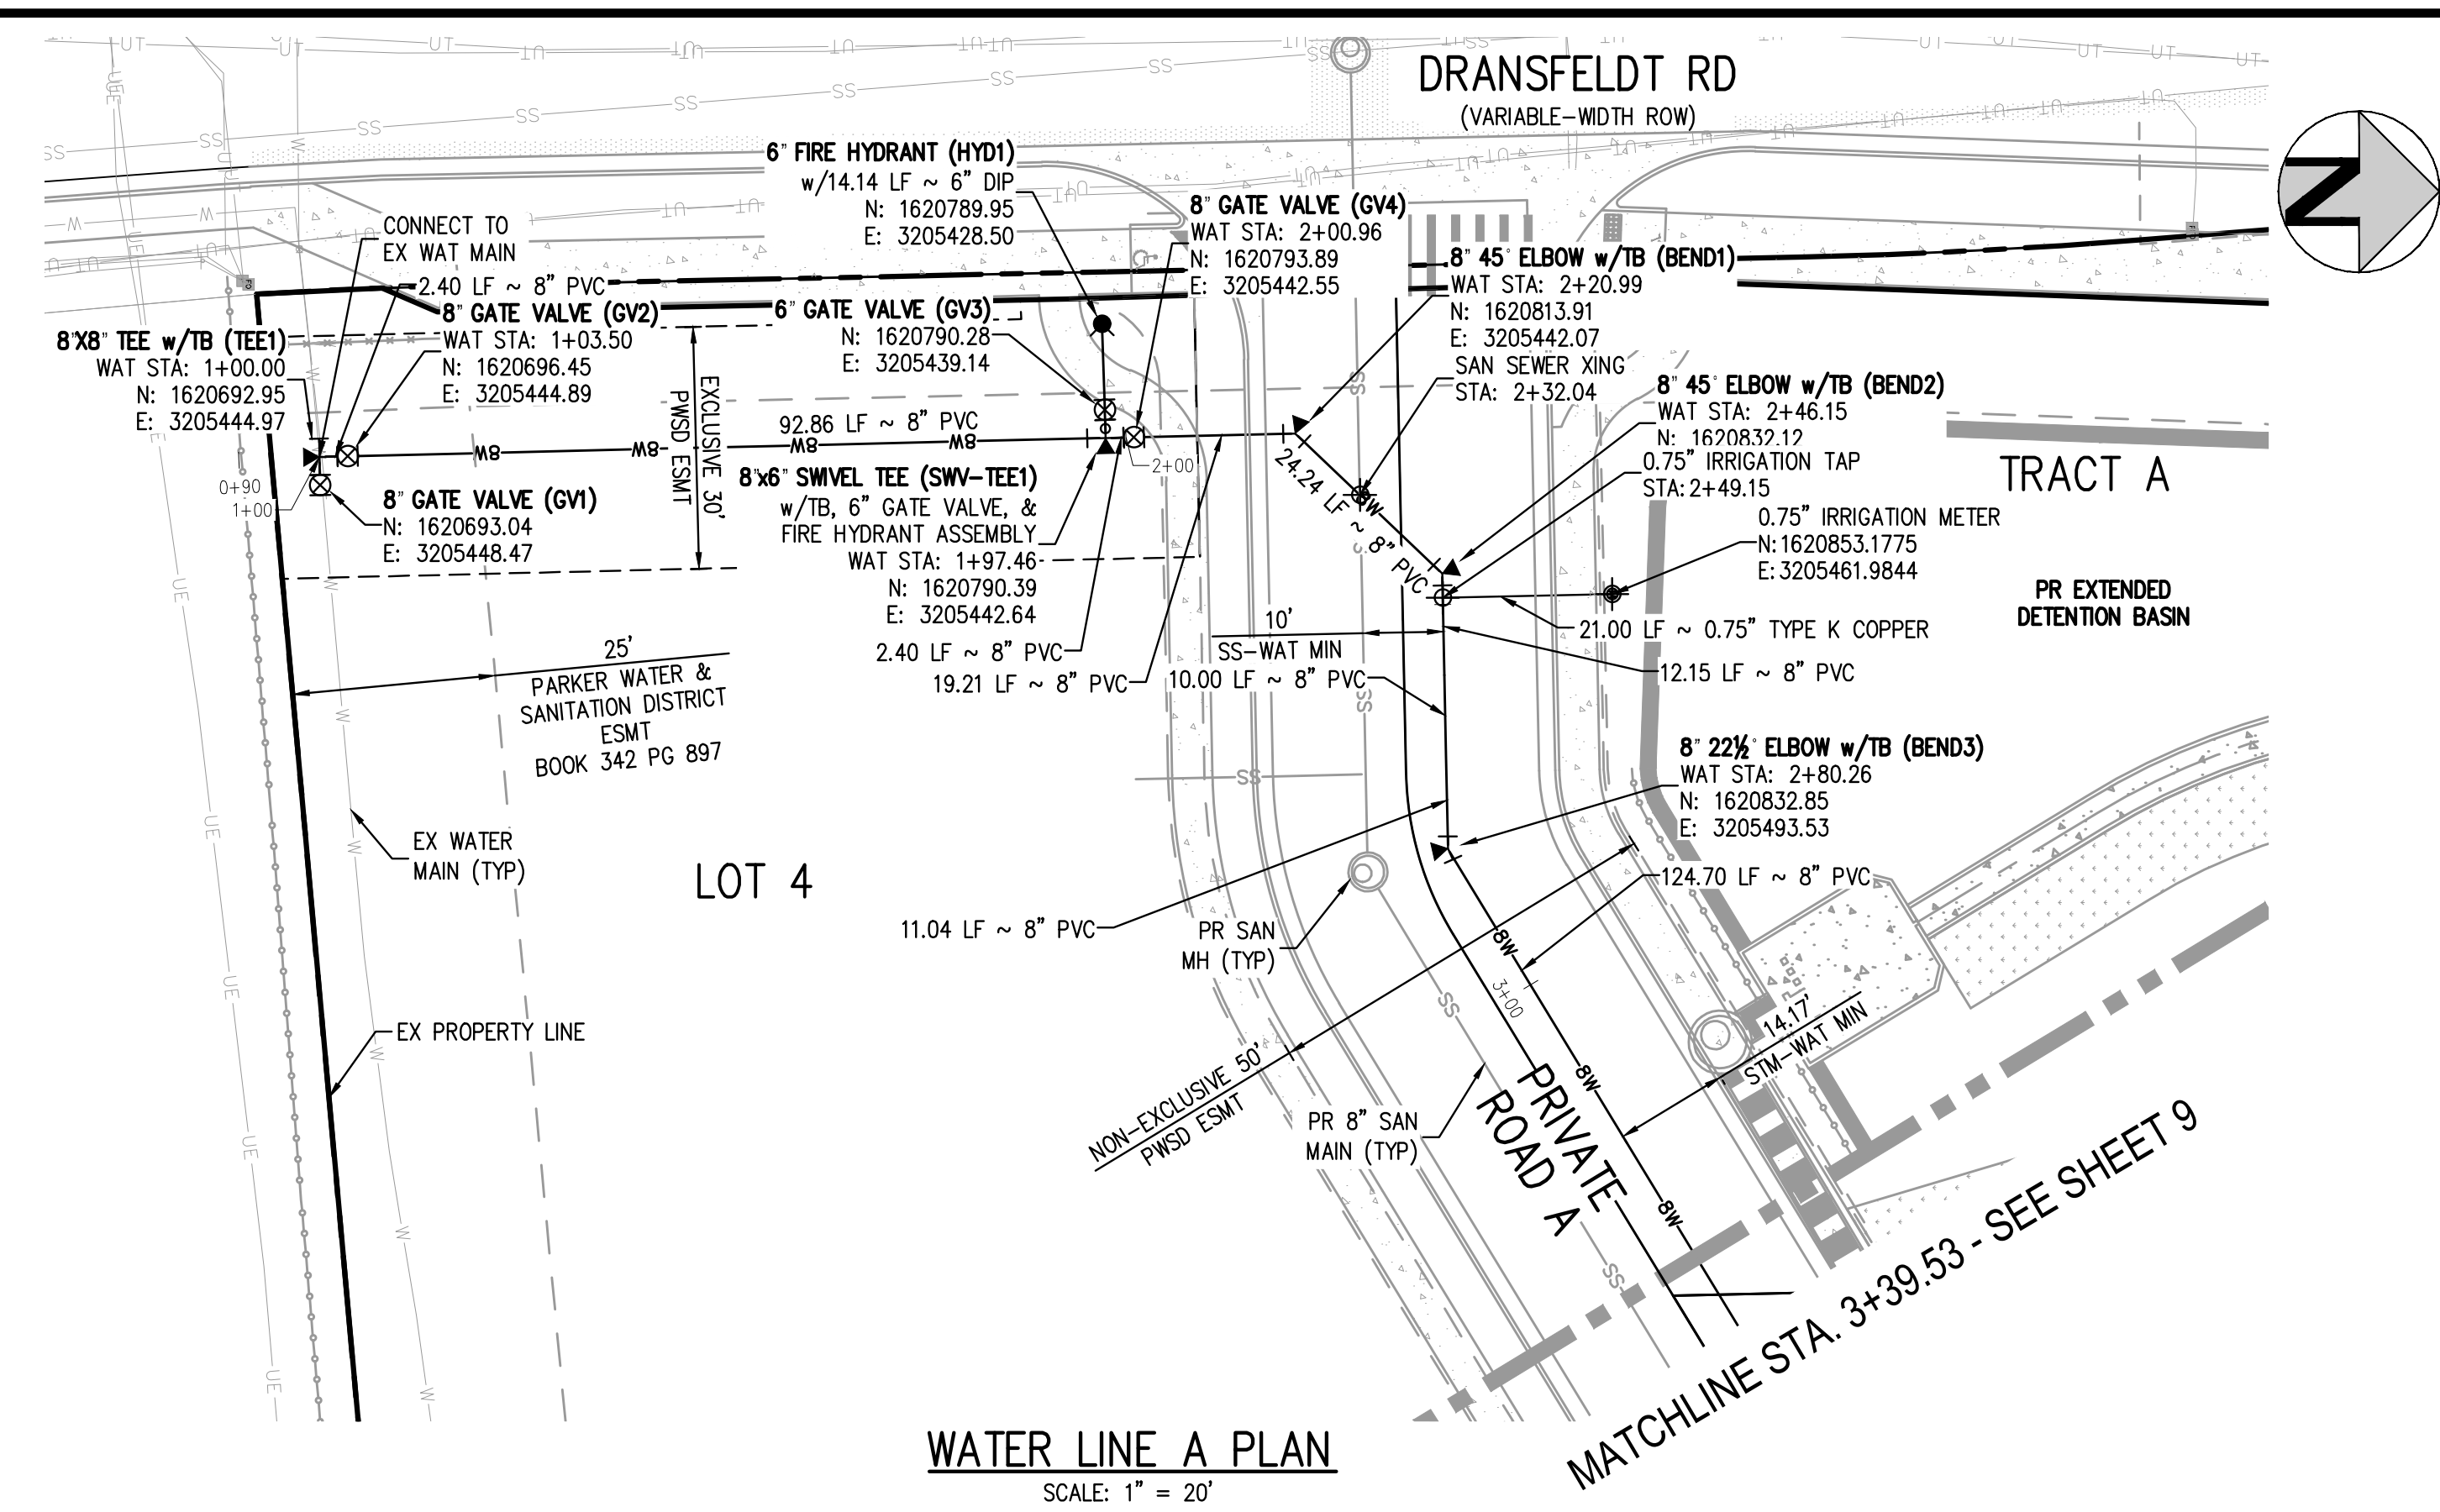 DRANSFELDT RD
(VARIABLE-WIDTH ROW)
N
6" FIRE HYDRANT (HYD1)
w/14.14 LF ~ 6" DIP
N: 1620789.95
E: 3205428.50
8" GATE VALVE (GV4)
WAT STA: 2+00.96
N: 1620793.89
E: 3205442.55
CONNECT TO
EX WAT MAIN
2.40 LF ~ 8" PVC
8" GATE VALVE (GV2)
WAT STA: 1+03.50
N: 1620696.45
E: 3205444.89
6" GATE VALVE (GV3)
N: 1620790.28
E: 3205439.14
8" 45° ELBOW w/TB (BEND1)
WAT STA: 2+20.99
N: 1620813.91
E: 3205442.07
SAN SEWER XING
STA: 2+32.04
8"X8" TEE w/TB (TEE1)
WAT STA: 1+00.00
N: 1620692.95
E: 3205444.97
EXCLUSIVE 30'
PWSD ESMT
8" 45° ELBOW w/TB (BEND2)
WAT STA: 2+46.15
N: 1620832.12
0.75" IRRIGATION TAP
STA: 2+49.15
92.86 LF ~ 8" PVC
8W
8W
8W
8W
2+00
24.24 LF ~ 8" PVC
8W
TRACT A
0+90
1+00
8" GATE VALVE (GV1)
N: 1620693.04
E: 3205448.47
8"x6" SWIVEL TEE (SWV-TEE1)
w/TB, 6" GATE VALVE, &
FIRE HYDRANT ASSEMBLY
WAT STA: 1+97.46
N: 1620790.39
E: 3205442.64
2.40 LF ~ 8" PVC
19.21 LF ~ 8" PVC
0.75" IRRIGATION METER
N: 1620853.1775
E: 3205461.9844
PR EXTENDED
DETENTION BASIN
10'
SS-WAT MIN
10.00 LF ~ 8" PVC
21.00 LF ~ 0.75" TYPE K COPPER
12.15 LF ~ 8" PVC
25'
PARKER WATER &
SANITATION DISTRICT
ESMT
BOOK 342 PG 897
8" 22½° ELBOW w/TB (BEND3)
WAT STA: 2+80.26
N: 1620832.85
E: 3205493.53
EX WATER
MAIN (TYP)
LOT 4
124.70 LF ~ 8" PVC
11.04 LF ~ 8" PVC
PR SAN
MH (TYP)
8W
3+00
EX PROPERTY LINE
14.17'
STM-WAT MIN
NON-EXCLUSIVE 50'
PWSD ESMT
8W
PR 8" SAN
MAIN (TYP)
PRIVATE
ROAD A
8W
MATCHLINE STA. 3+39.53 - SEE SHEET 9
WATER LINE A PLAN
SCALE: 1" = 20'